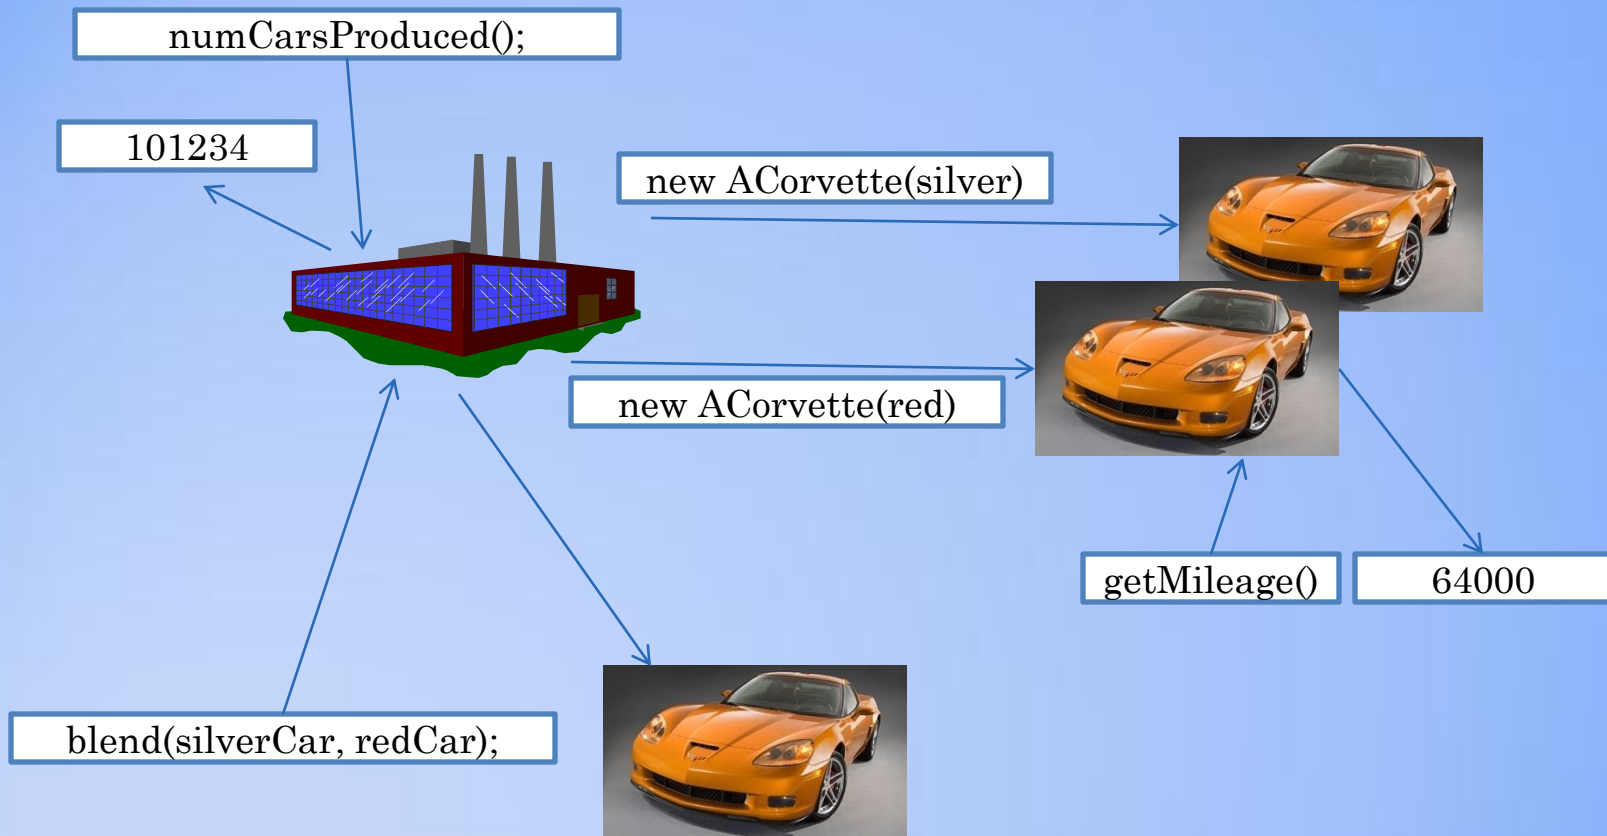 numCarsProduced();
101234
new ACorvette(silver)
new ACorvette(red)
getMileage()
64000
blend(silverCar, redCar);